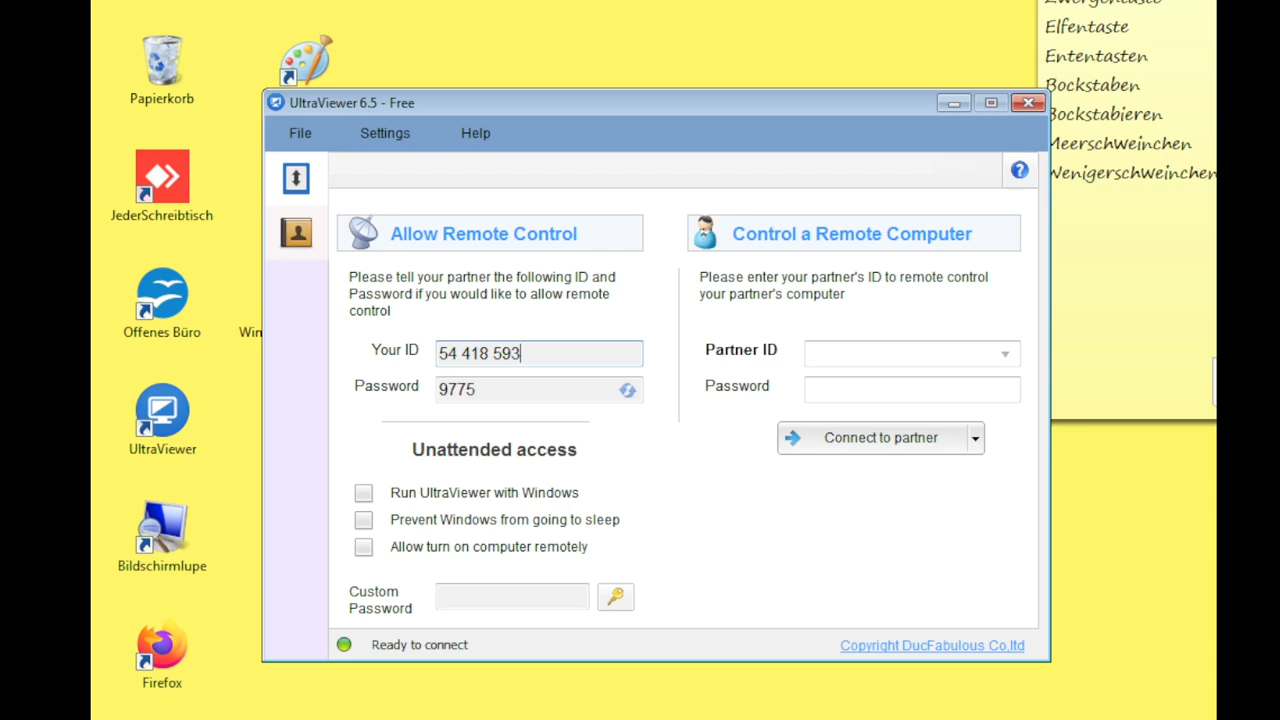 Zwergentaste
Elfentaste
Ententasten
Bockstaben
Bockstabieren
Meerschweinchen
Wenigerschweinchen
Papierkorb
JederSchreibtisch
Offenes Büro
Win
UltraViewer
Bildschirmlupe
Firefox
UltraViewer 6.5 - Free
File Settings Help
Allow Remote Control
Please tell your partner the following ID and
Password if you would like to allow remote
control
Your ID 54 418 593
Password 9775
Unattended access
Run UltraViewer with Windows
Prevent Windows from going to sleep
Allow turn on computer remotely
Custom
Password
Control a Remote Computer
Please enter your partner's ID to remote control
your partner's computer
Partner ID
Password
Connect to partner
Ready to connect
Copyright DucFabulous Co,ltd